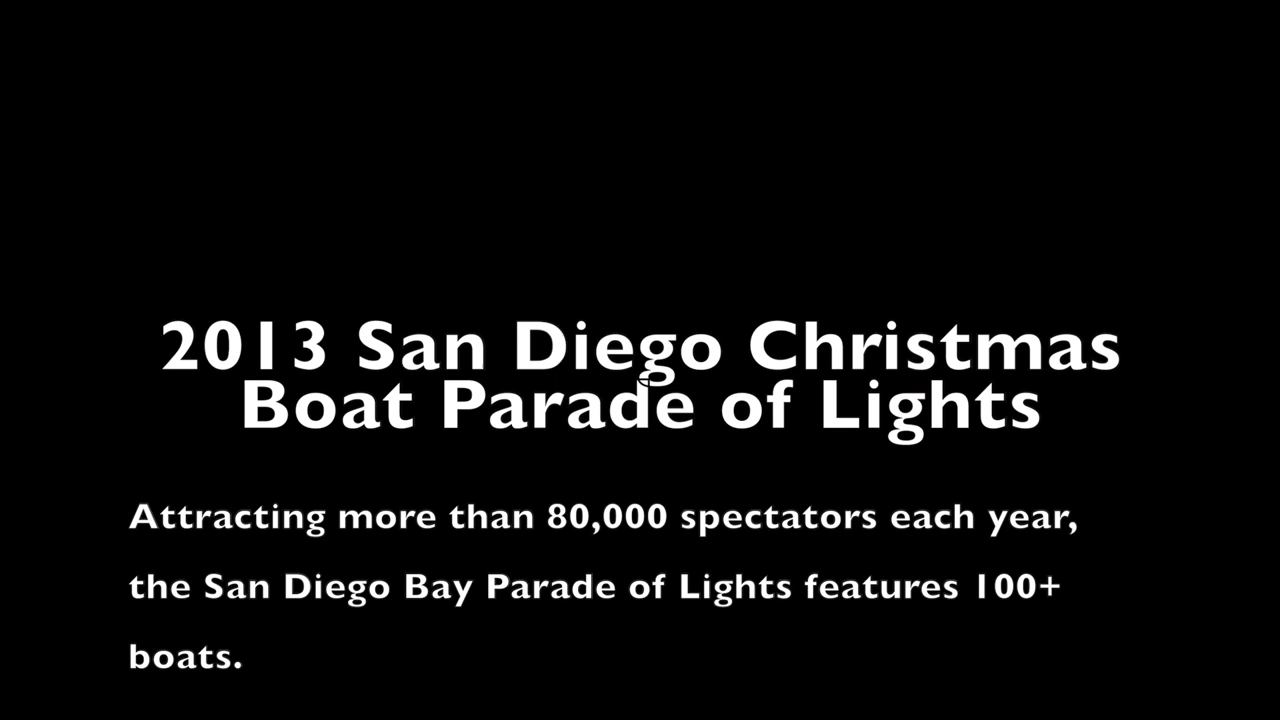 2013 San Diego Christmas
Boat Parade of Lights
Attracting more than 80,000 spectators each year,
the San Diego Bay Parade of Lights features 100+
boats.